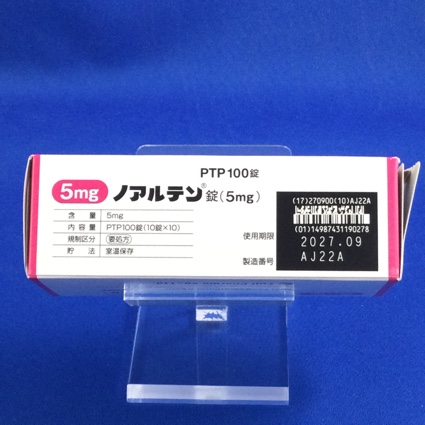 PTP100錠
5mg ノアルテン®錠(5mg)
含 量 5mg
内 容 量 PTP100錠(10錠×10)
規制区分 要処方
貯 法 室温保存
(17)270900(10)AJ22A
(01)14987431190278
使用期限 2027.09
製造番号 AJ22A